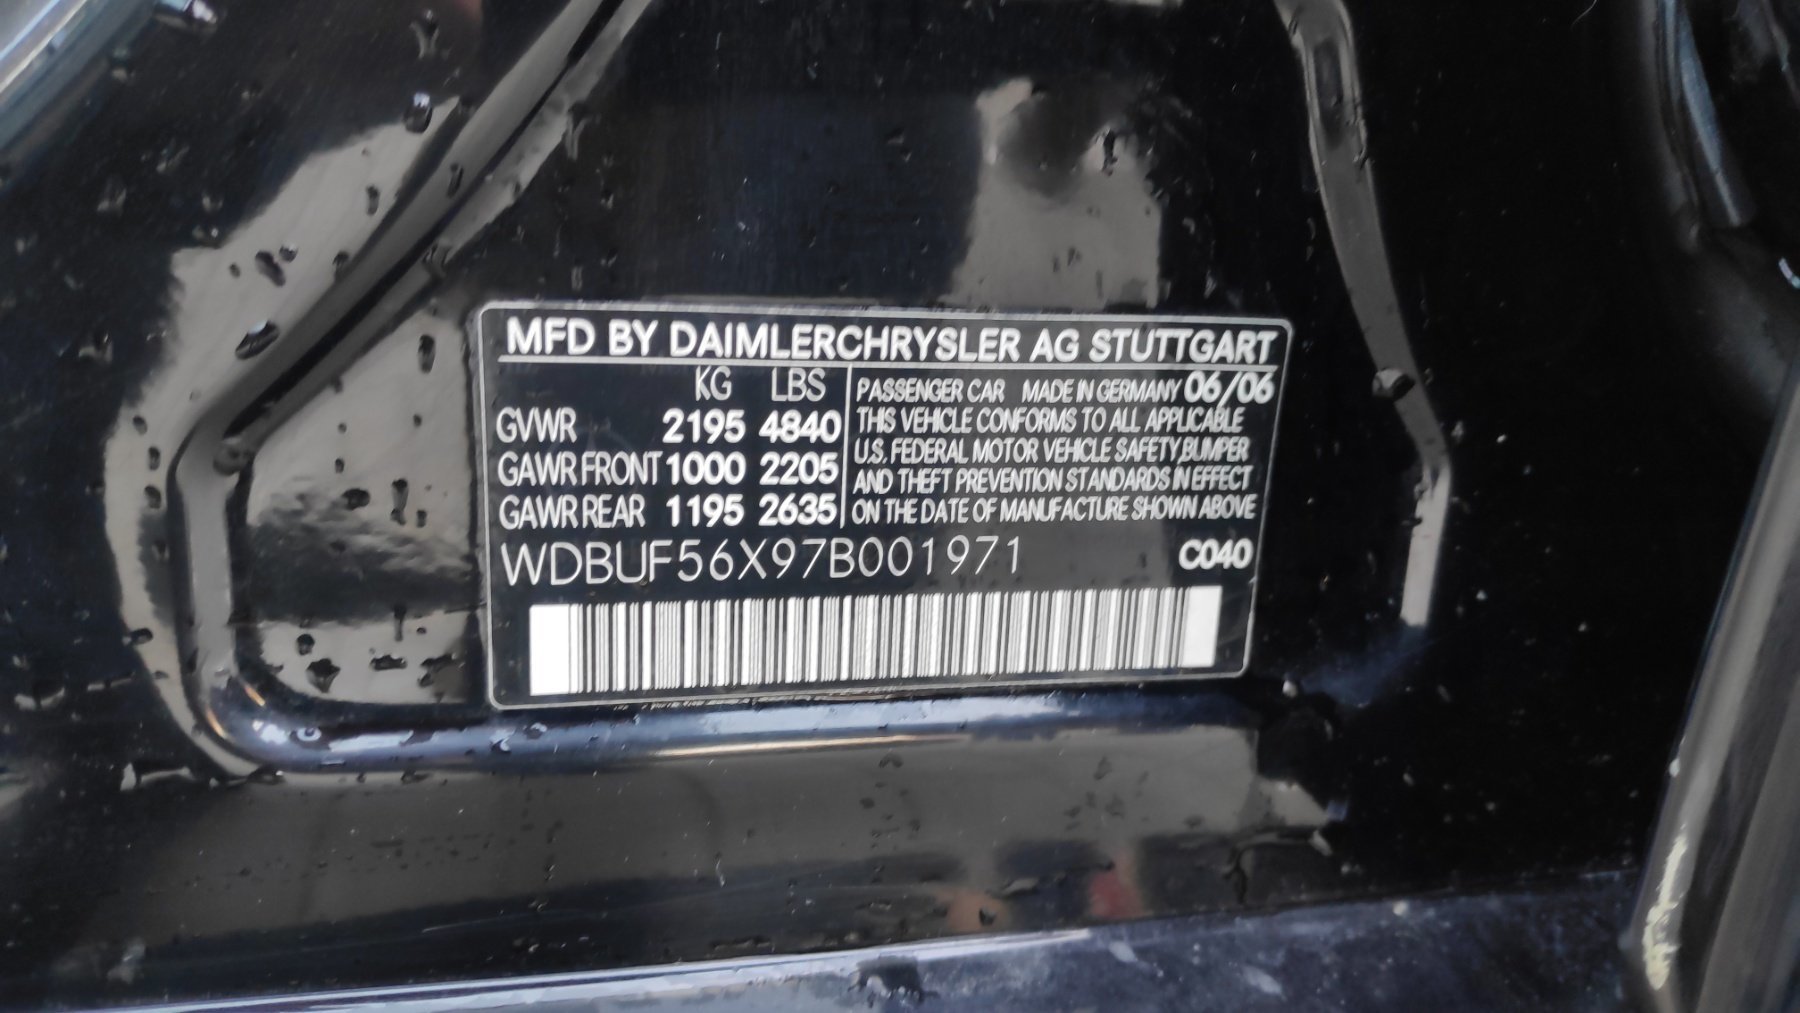 MFD BY DAIMLERCHRYSLER AG STUTTGART
KG LBS
GVWR 2195 4840
GAWR FRONT 1000 2205
GAWR REAR 1195 2635
PASSENGER CAR MADE IN GERMANY 06/06
THIS VEHICLE CONFORMS TO ALL APPLICABLE
U.S. FEDERAL MOTOR VEHICLE SAFETY,BUMPER
AND THEFT PREVENTION STANDARDS IN EFFECT
ON THE DATE OF MANUFACTURE SHOWN ABOVE
WDBUF56X97B001971 C040